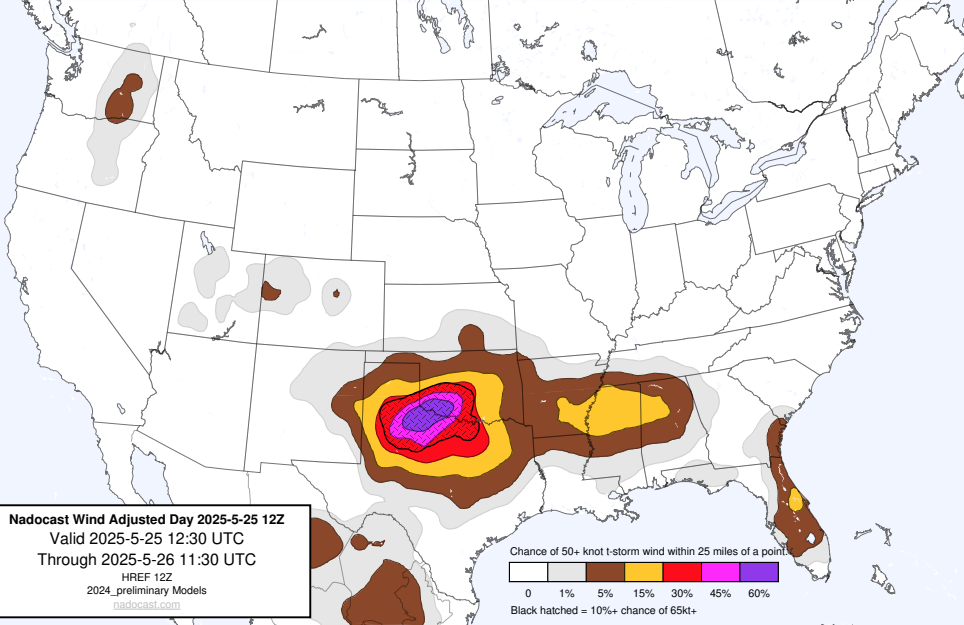 Nadocast Wind Adjusted Day 2025-5-25 12Z
Valid 2025-5-25 12:30 UTC
Through 2025-5-26 11:30 UTC
HREF 12Z
2024_preliminary Models
nadocast.com
Chance of 50+ knot t-storm wind within 25 miles of a point.
0 1% 5% 15% 30% 45% 60%
Black hatched = 10%+ chance of 65kt+